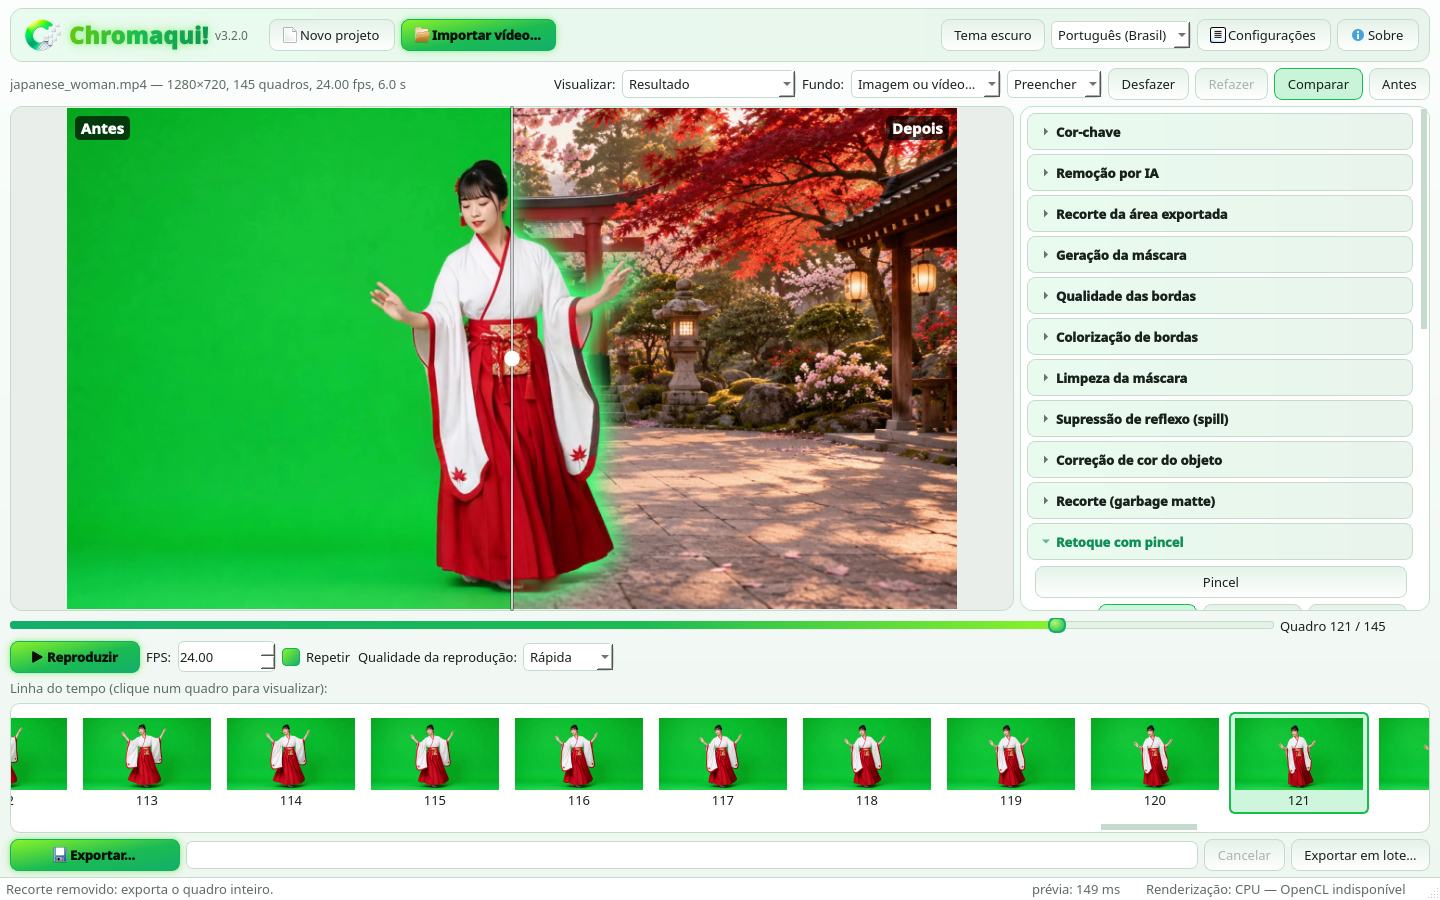 Chromaqui! v3.2.0 Novo projeto Importar vídeo... Tema escuro Português (Brasil) Configurações Sobre
japanese_woman.mp4 — 1280×720, 145 quadros, 24.00 fps, 6.0 s Visualizar: Resultado Fundo: Imagem ou vídeo... Preencher Desfazer Refazer Comparar Antes
Antes Depois
Cor-chave
Remoção por IA
Recorte da área exportada
Geração da máscara
Qualidade das bordas
Colorização de bordas
Limpeza da máscara
Supressão de reflexo (spill)
Correção de cor do objeto
Recorte (garbage matte)
Retoque com pincel
Pincel
Quadro 121 / 145
Reproduzir FPS: 24.00 Repetir Qualidade da reprodução: Rápida
Linha do tempo (clique num quadro para visualizar):
2 113 114 115 116 117 118 119 120 121
Exportar... Cancelar Exportar em lote...
Recorte removido: exporta o quadro inteiro. prévia: 149 ms Renderização: CPU — OpenCL indisponível